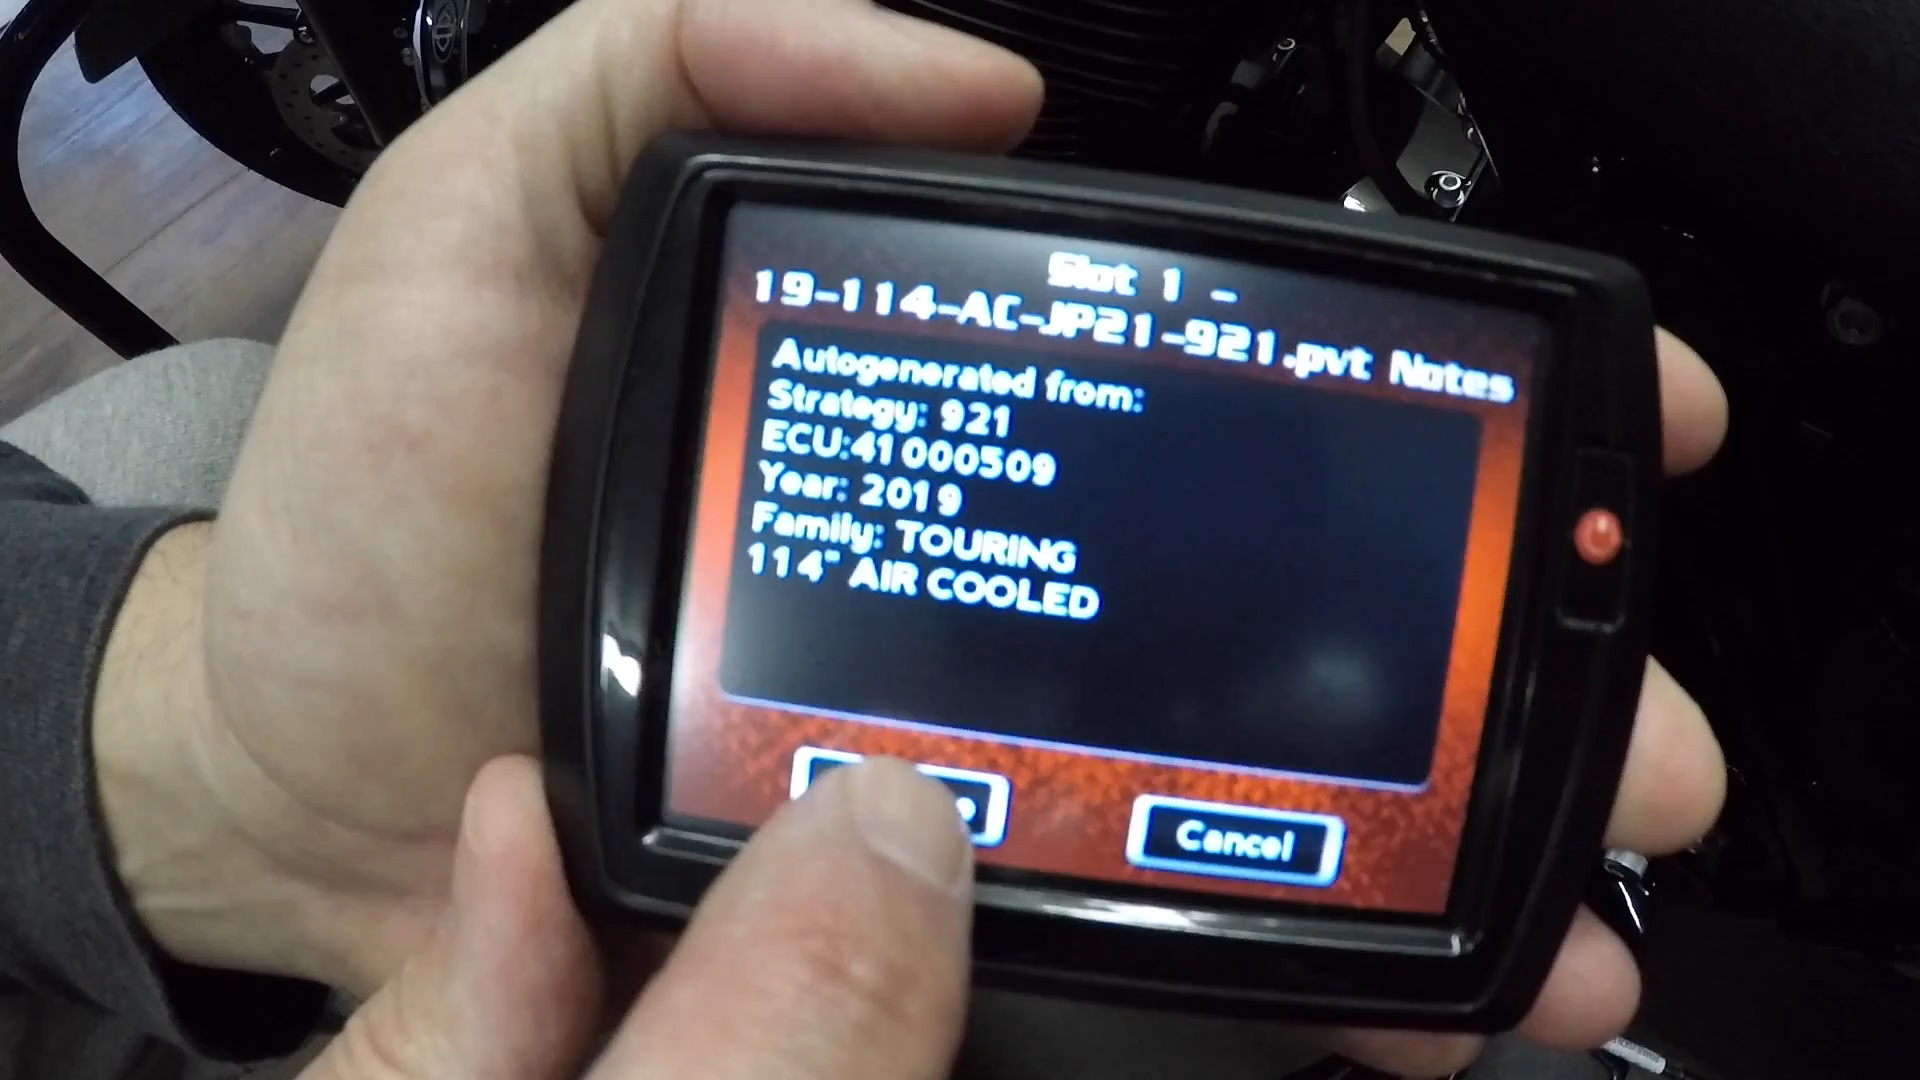 Slot 1 -
19-114-AC-JP21-921.pvt Notes
Autogenerated from:
Strategy: 921
ECU:41000509
Year: 2019
Family: TOURING
114" AIR COOLED
Cancel